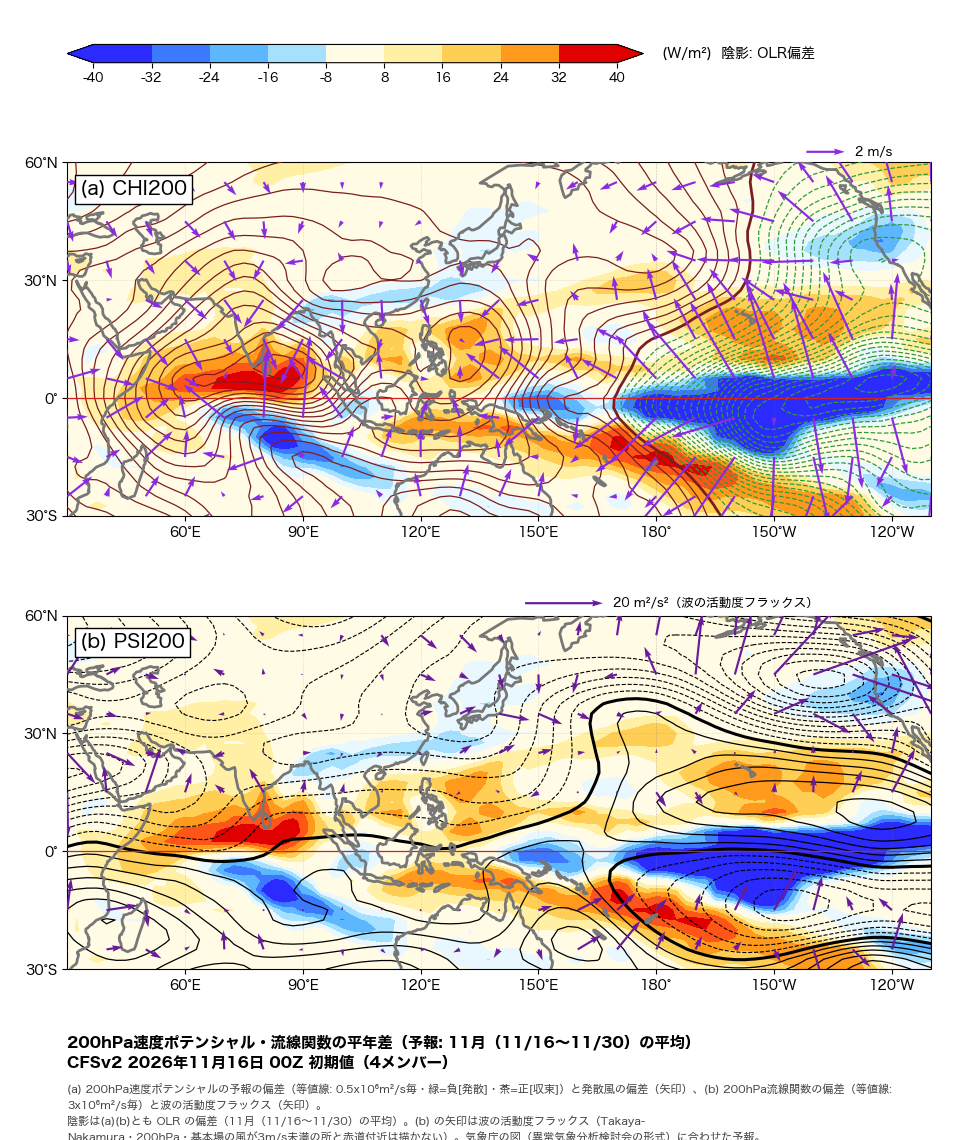 (W/m²) 陰影: OLR偏差
-40 -32 -24 -16 -8 8 16 24 32 40
2 m/s
60°N
(a) CHI200
30°N
0°
30°S
60°E 90°E 120°E 150°E 180° 150°W 120°W
20 m²/s² (波の活動度フラックス)
60°N
(b) PSI200
30°N
0°
30°S
60°E 90°E 120°E 150°E 180° 150°W 120°W
200hPa速度ポテンシャル・流線関数の平年差（予報: 11月（11/16〜11/30）の平均）
CFSv2 2026年11月16日 00Z 初期値（4メンバー）
(a) 200hPa速度ポテンシャルの予報の偏差（等値線: 0.5x10⁶m²/s毎・緑=負[発散]・茶=正[収束]）と発散風の偏差（矢印）、(b) 200hPa流線関数の偏差（等値線:
3x10⁶m²/s毎）と波の活動度フラックス（矢印）。
陰影は(a)(b)とも OLR の偏差（11月（11/16〜11/30）の平均）。(b) の矢印は波の活動度フラックス（Takaya-
Nakamura・200hPa・基本場の風が3m/s未満の所と赤道付近は描かない）。気象庁の図（異常気象分析検討会の形式）に合わせた予報。